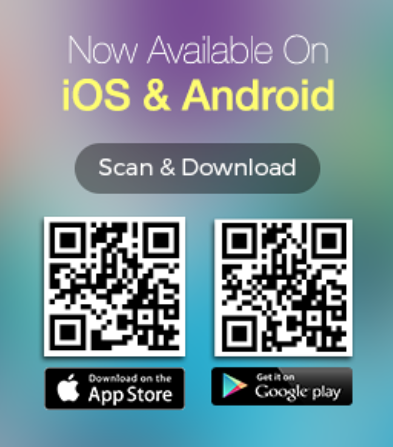 Now Available On
iOS & Android
Scan & Download
Download on the
App Store
Get it on
Google play